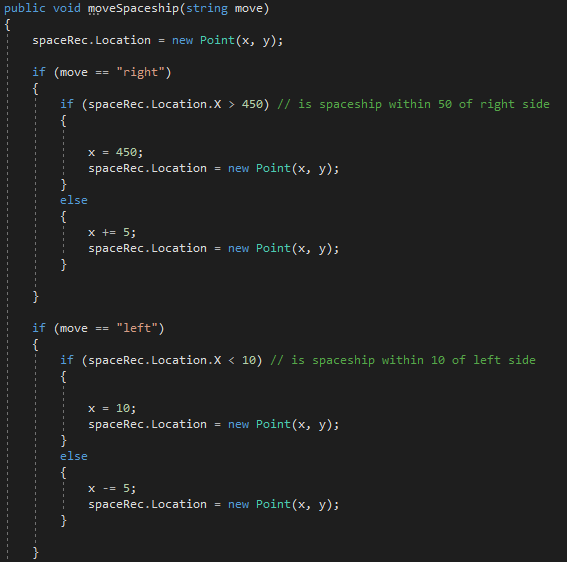 public void moveSpaceship(string move)
{
spaceRec.Location = new Point(x, y);
if (move == "right")
{
if (spaceRec.Location.X > 450) // is spaceship within 50 of right side
{
x = 450;
spaceRec.Location = new Point(x, y);
}
else
{
x += 5;
spaceRec.Location = new Point(x, y);
}
}
if (move == "left")
{
if (spaceRec.Location.X < 10) // is spaceship within 10 of left side
{
x = 10;
spaceRec.Location = new Point(x, y);
}
else
{
x -= 5;
spaceRec.Location = new Point(x, y);
}
}